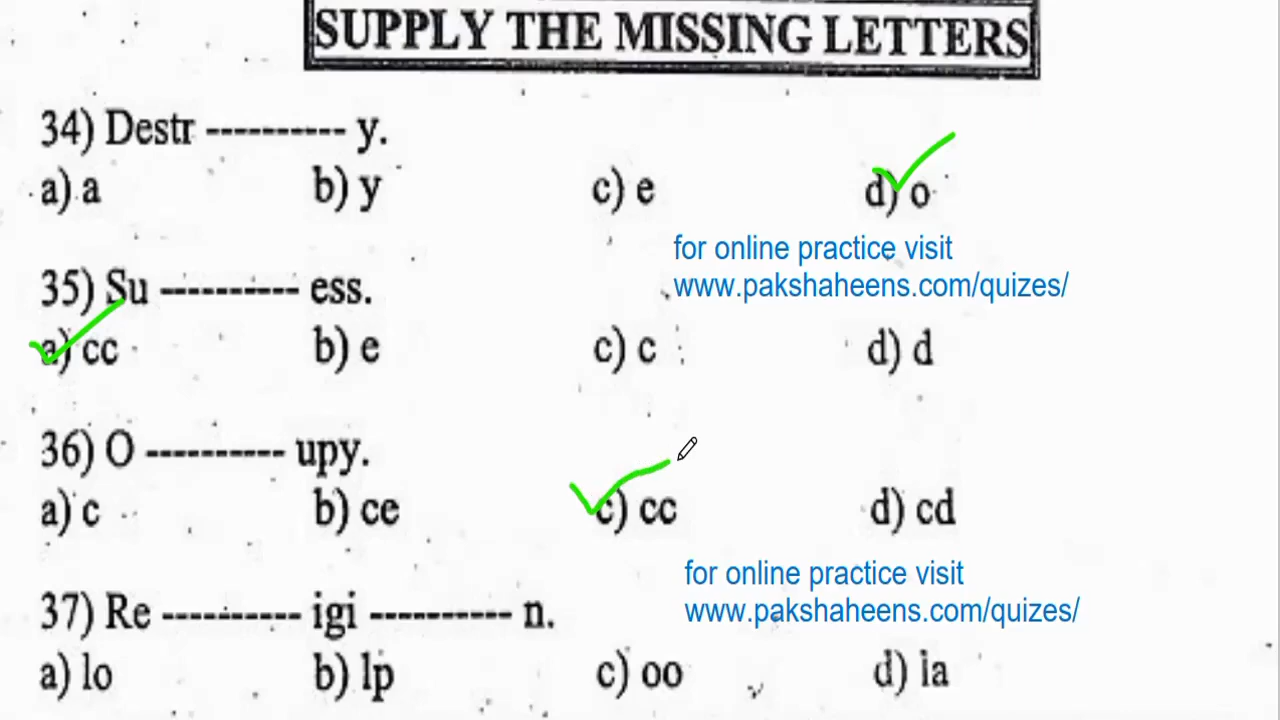 SUPPLY THE MISSING LETTERS
34) Destr ---------- y.
a) a b) y c) e d) o
for online practice visit
www.pakshaheens.com/quizes/
35) Su ---------- ess.
a) cc b) e c) c d) d
36) O ---------- upy.
a) c b) ce c) cc d) cd
for online practice visit
www.pakshaheens.com/quizes/
37) Re ---------- igi ---------- n.
a) lo b) lp c) oo d) la